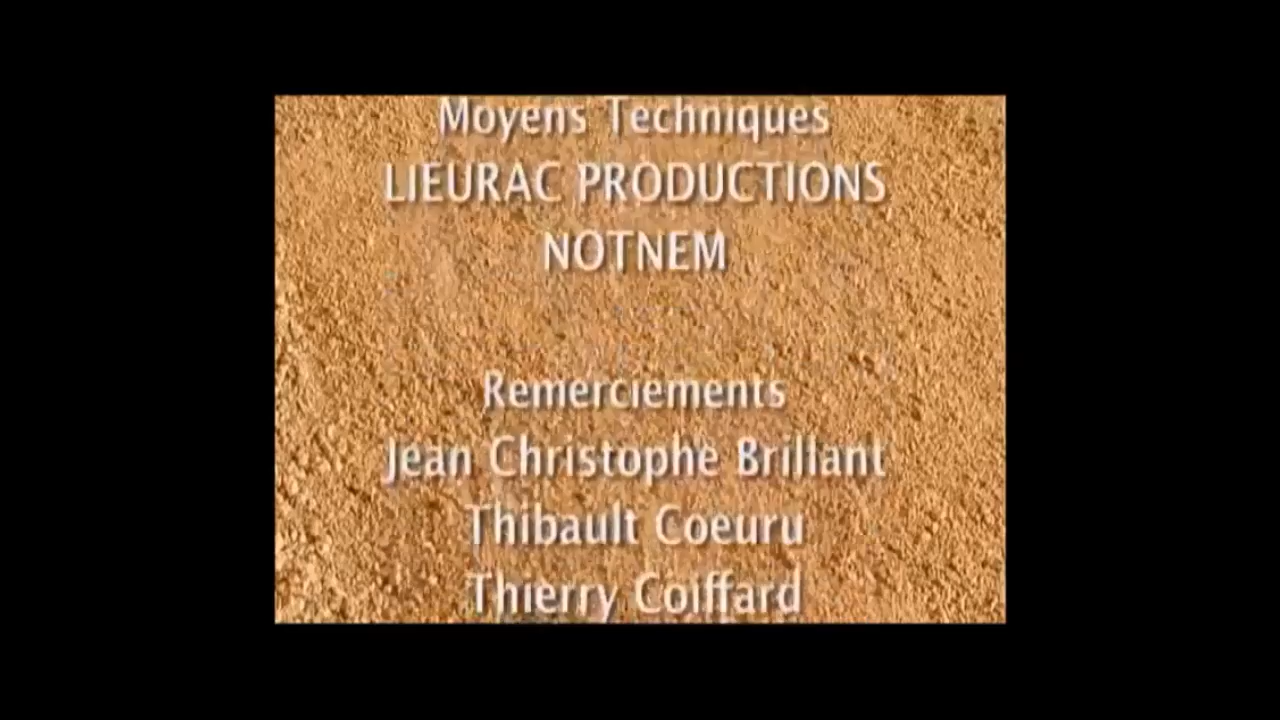 Moyens Techniques
LIEURAC PRODUCTIONS
NOTNEM
Remerciements
Jean Christophe Brillant
Thibault Coeuru
Thierry Coiffard